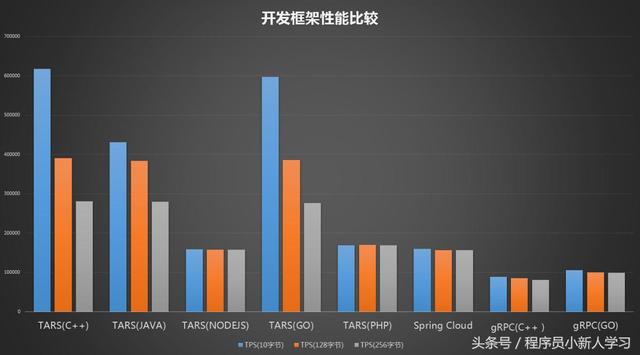 开发框架性能比较
700000
600000
500000
400000
300000
200000
100000
0
TARS(C++) TARS(JAVA) TARS(NODEJS) TARS(GO) TARS(PHP) Spring Cloud gRPC(C++ ) gRPC(GO)
TPS(10字节) TPS(128字节) TPS(256字节)
头条号 / 程序员小新人学习